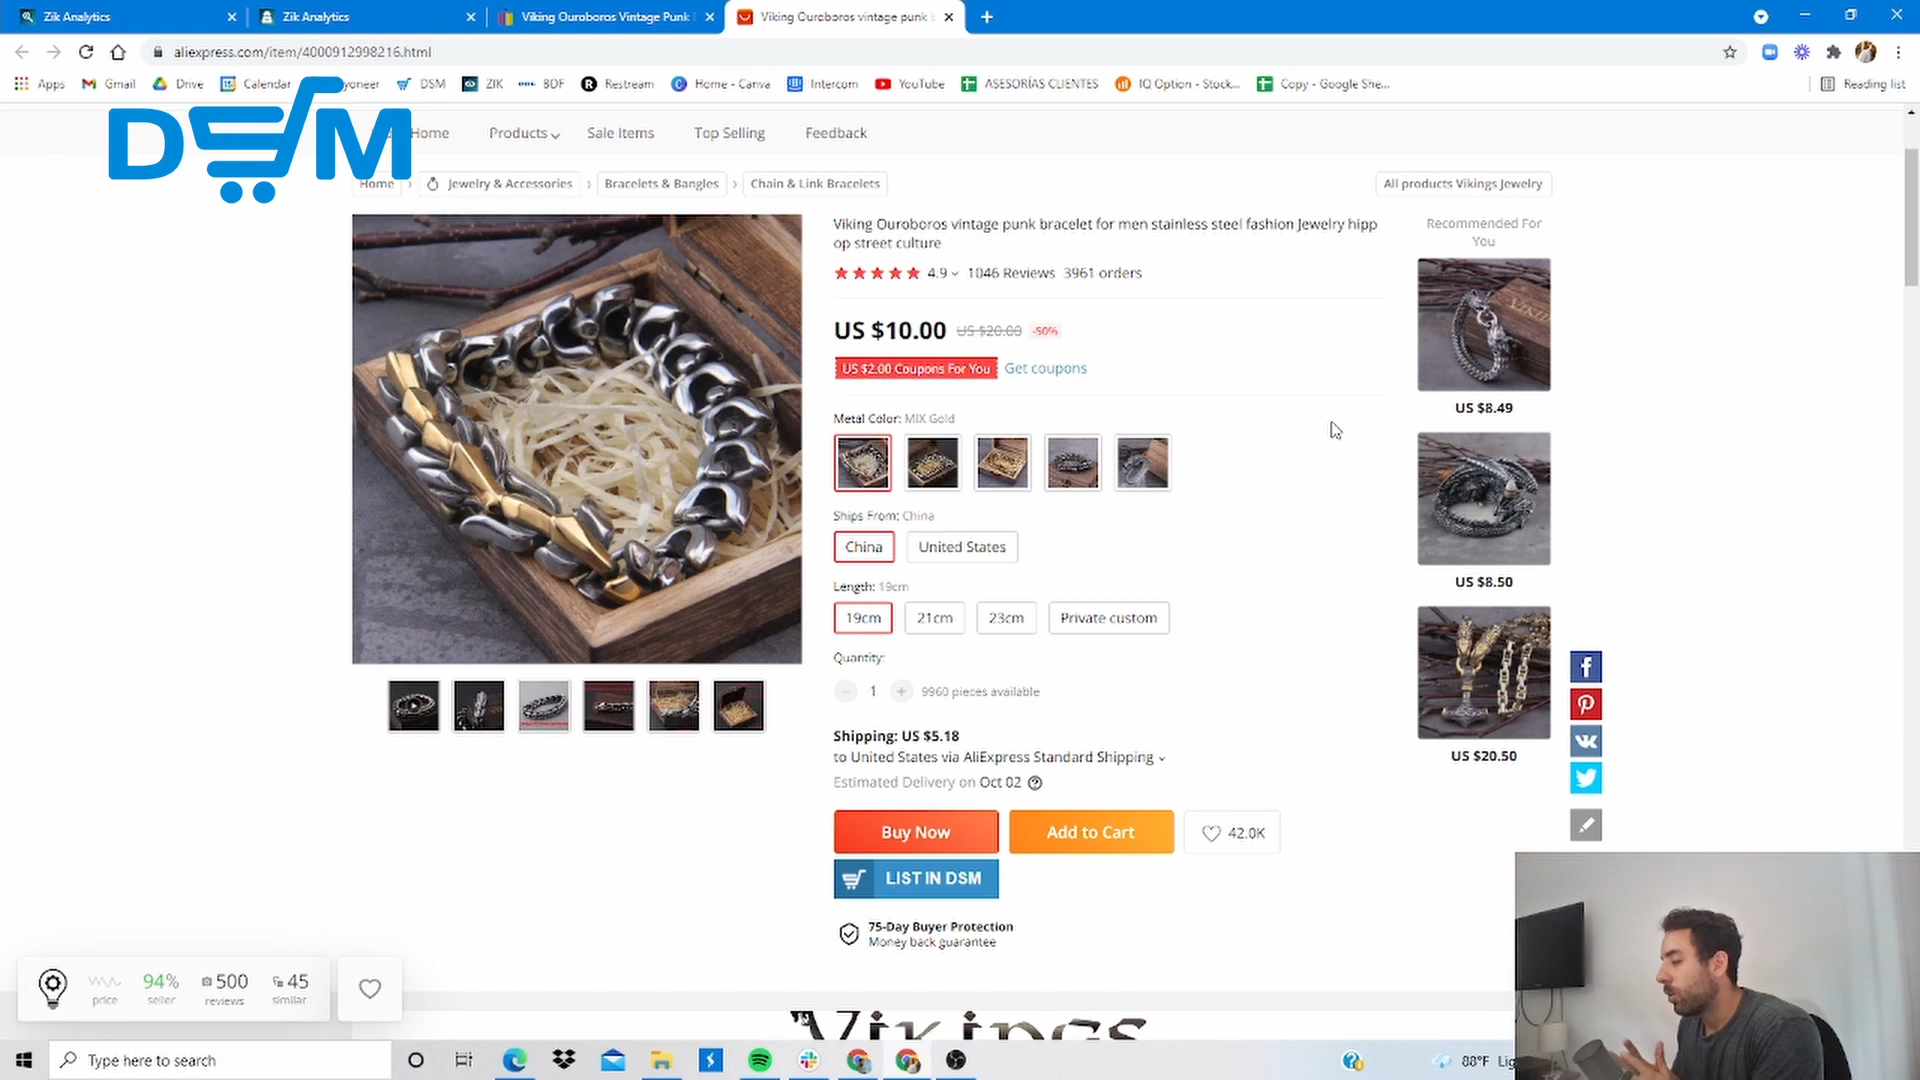 Zik Analytics
Zik Analytics
Viking Ouroboros Vintage Punk
Viking Ouroboros vintage punk
aliexpress.com/item/4000912998216.html
Apps
Gmail
Drive
Calendar
DSM
ZIK
BDF
Restream
Home - Canva
Intercom
YouTube
ASESORÍAS CLIENTES
IQ Option - Stock...
Copy - Google She...
Reading list
DSM
Home
Products
Sale Items
Top Selling
Feedback
Home
Jewelry & Accessories
Bracelets & Bangles
Chain & Link Bracelets
All products Vikings Jewelry
Viking Ouroboros vintage punk bracelet for men stainless steel fashion Jewelry hipp
op street culture
4.9
1046 Reviews
3961 orders
US $10.00
US $20.00
-50%
US $2.00 Coupons For You
Get coupons
Metal Color: MIX Gold
Ships From: China
China
United States
Length: 19cm
19cm
21cm
23cm
Private custom
Quantity:
1
9960 pieces available
Shipping: US $5.18
to United States via AliExpress Standard Shipping
Estimated Delivery on Oct 02
Buy Now
Add to Cart
42.0K
LIST IN DSM
75-Day Buyer Protection
Money back guarantee
Recommended For
You
US $8.49
US $8.50
US $20.50
price
94%
seller
500
reviews
45
similar
Vikings
Type here to search
88°F